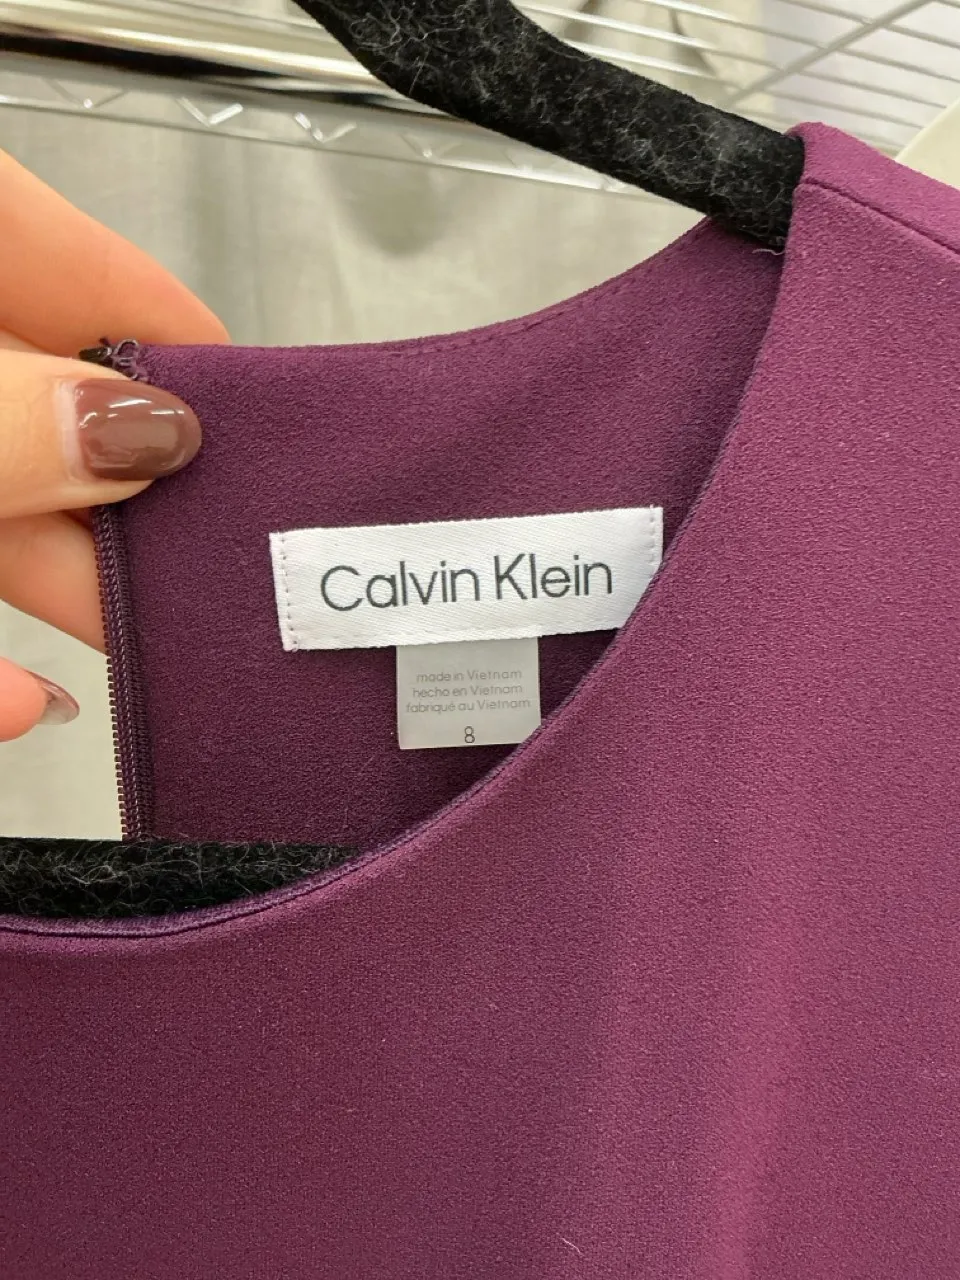 Calvin Klein
made in Vietnam
hecho en Vietnam
fabriqué au Vietnam
8